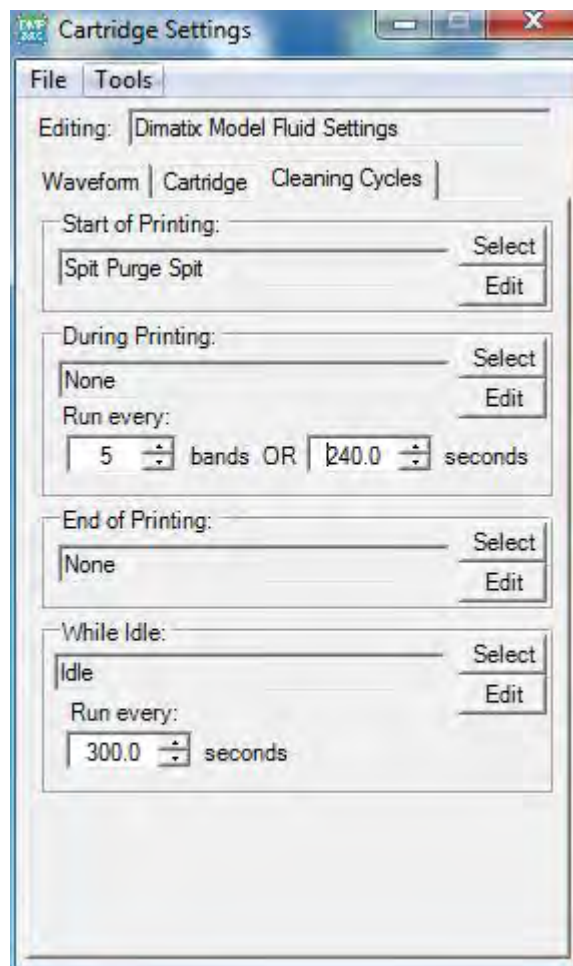 Cartridge Settings
File Tools
Editing: Dimatix Model Fluid Settings
Waveform Cartridge Cleaning Cycles
Start of Printing:
Select
Spit Purge Spit
Edit
During Printing:
Select
None
Edit
Run every:
5 bands OR 240.0 seconds
End of Printing:
Select
None
Edit
While Idle:
Select
Idle
Edit
Run every:
300.0 seconds